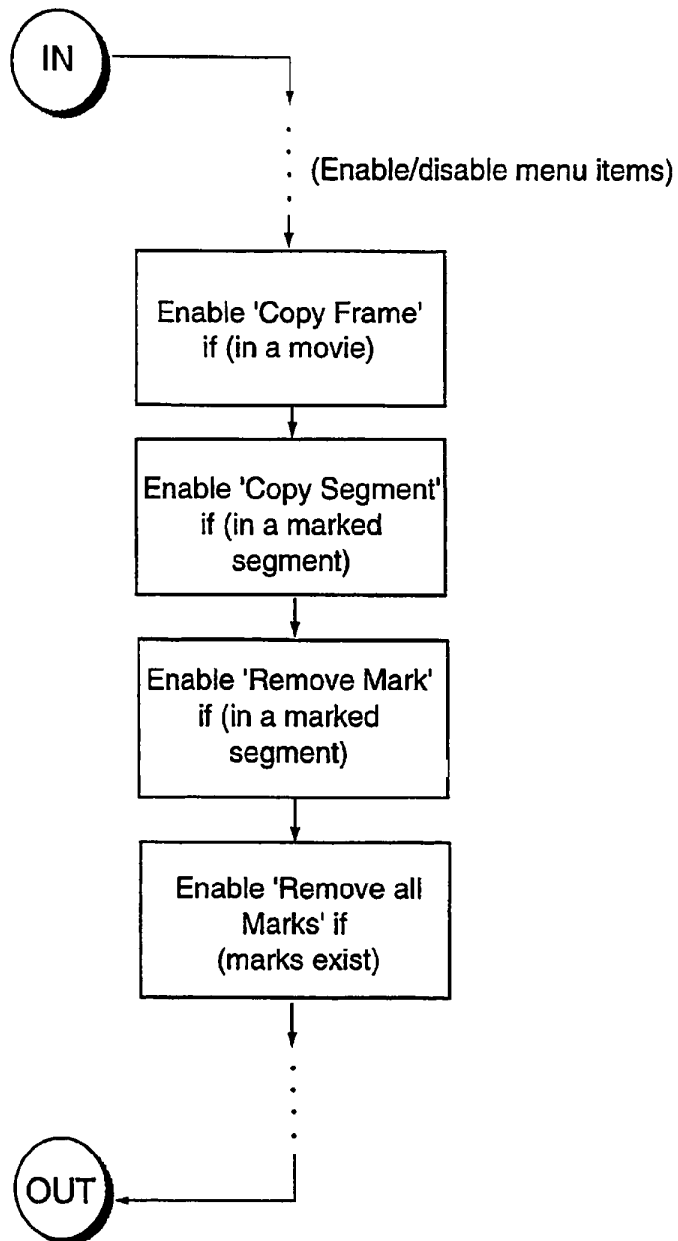 IN
(Enable/disable menu items)
Enable 'Copy Frame'
if (in a movie)
Enable 'Copy Segment'
if (in a marked
segment)
Enable 'Remove Mark'
if (in a marked
segment)
Enable 'Remove all
Marks' if
(marks exist)
OUT